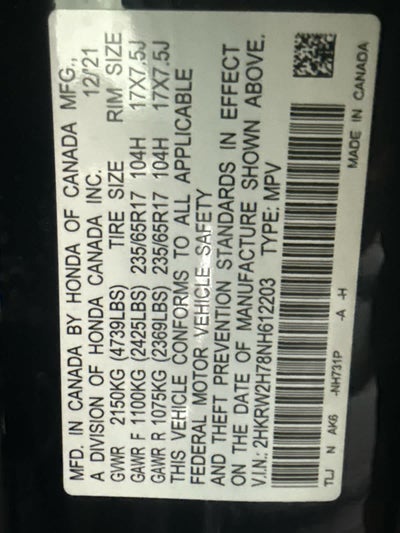 MFD. IN CANADA BY HONDA OF CANADA MFG.,
A DIVISION OF HONDA CANADA INC. 12/21
GVWR 2150KG (4739LBS) TIRE SIZE RIM SIZE
GAWR F 1100KG (2425LBS) 235/65R17 104H 17X7.5J
GAWR R 1075KG (2369LBS) 235/65R17 104H 17X7.5J
THIS VEHICLE CONFORMS TO ALL APPLICABLE
FEDERAL MOTOR VEHICLE SAFETY
AND THEFT PREVENTION STANDARDS IN EFFECT
ON THE DATE OF MANUFACTURE SHOWN ABOVE.
V.I.N.: 2HKRW2H78NH612203 TYPE: MPV
TLJ N AK6 -NH731P -A -H MADE IN CANADA